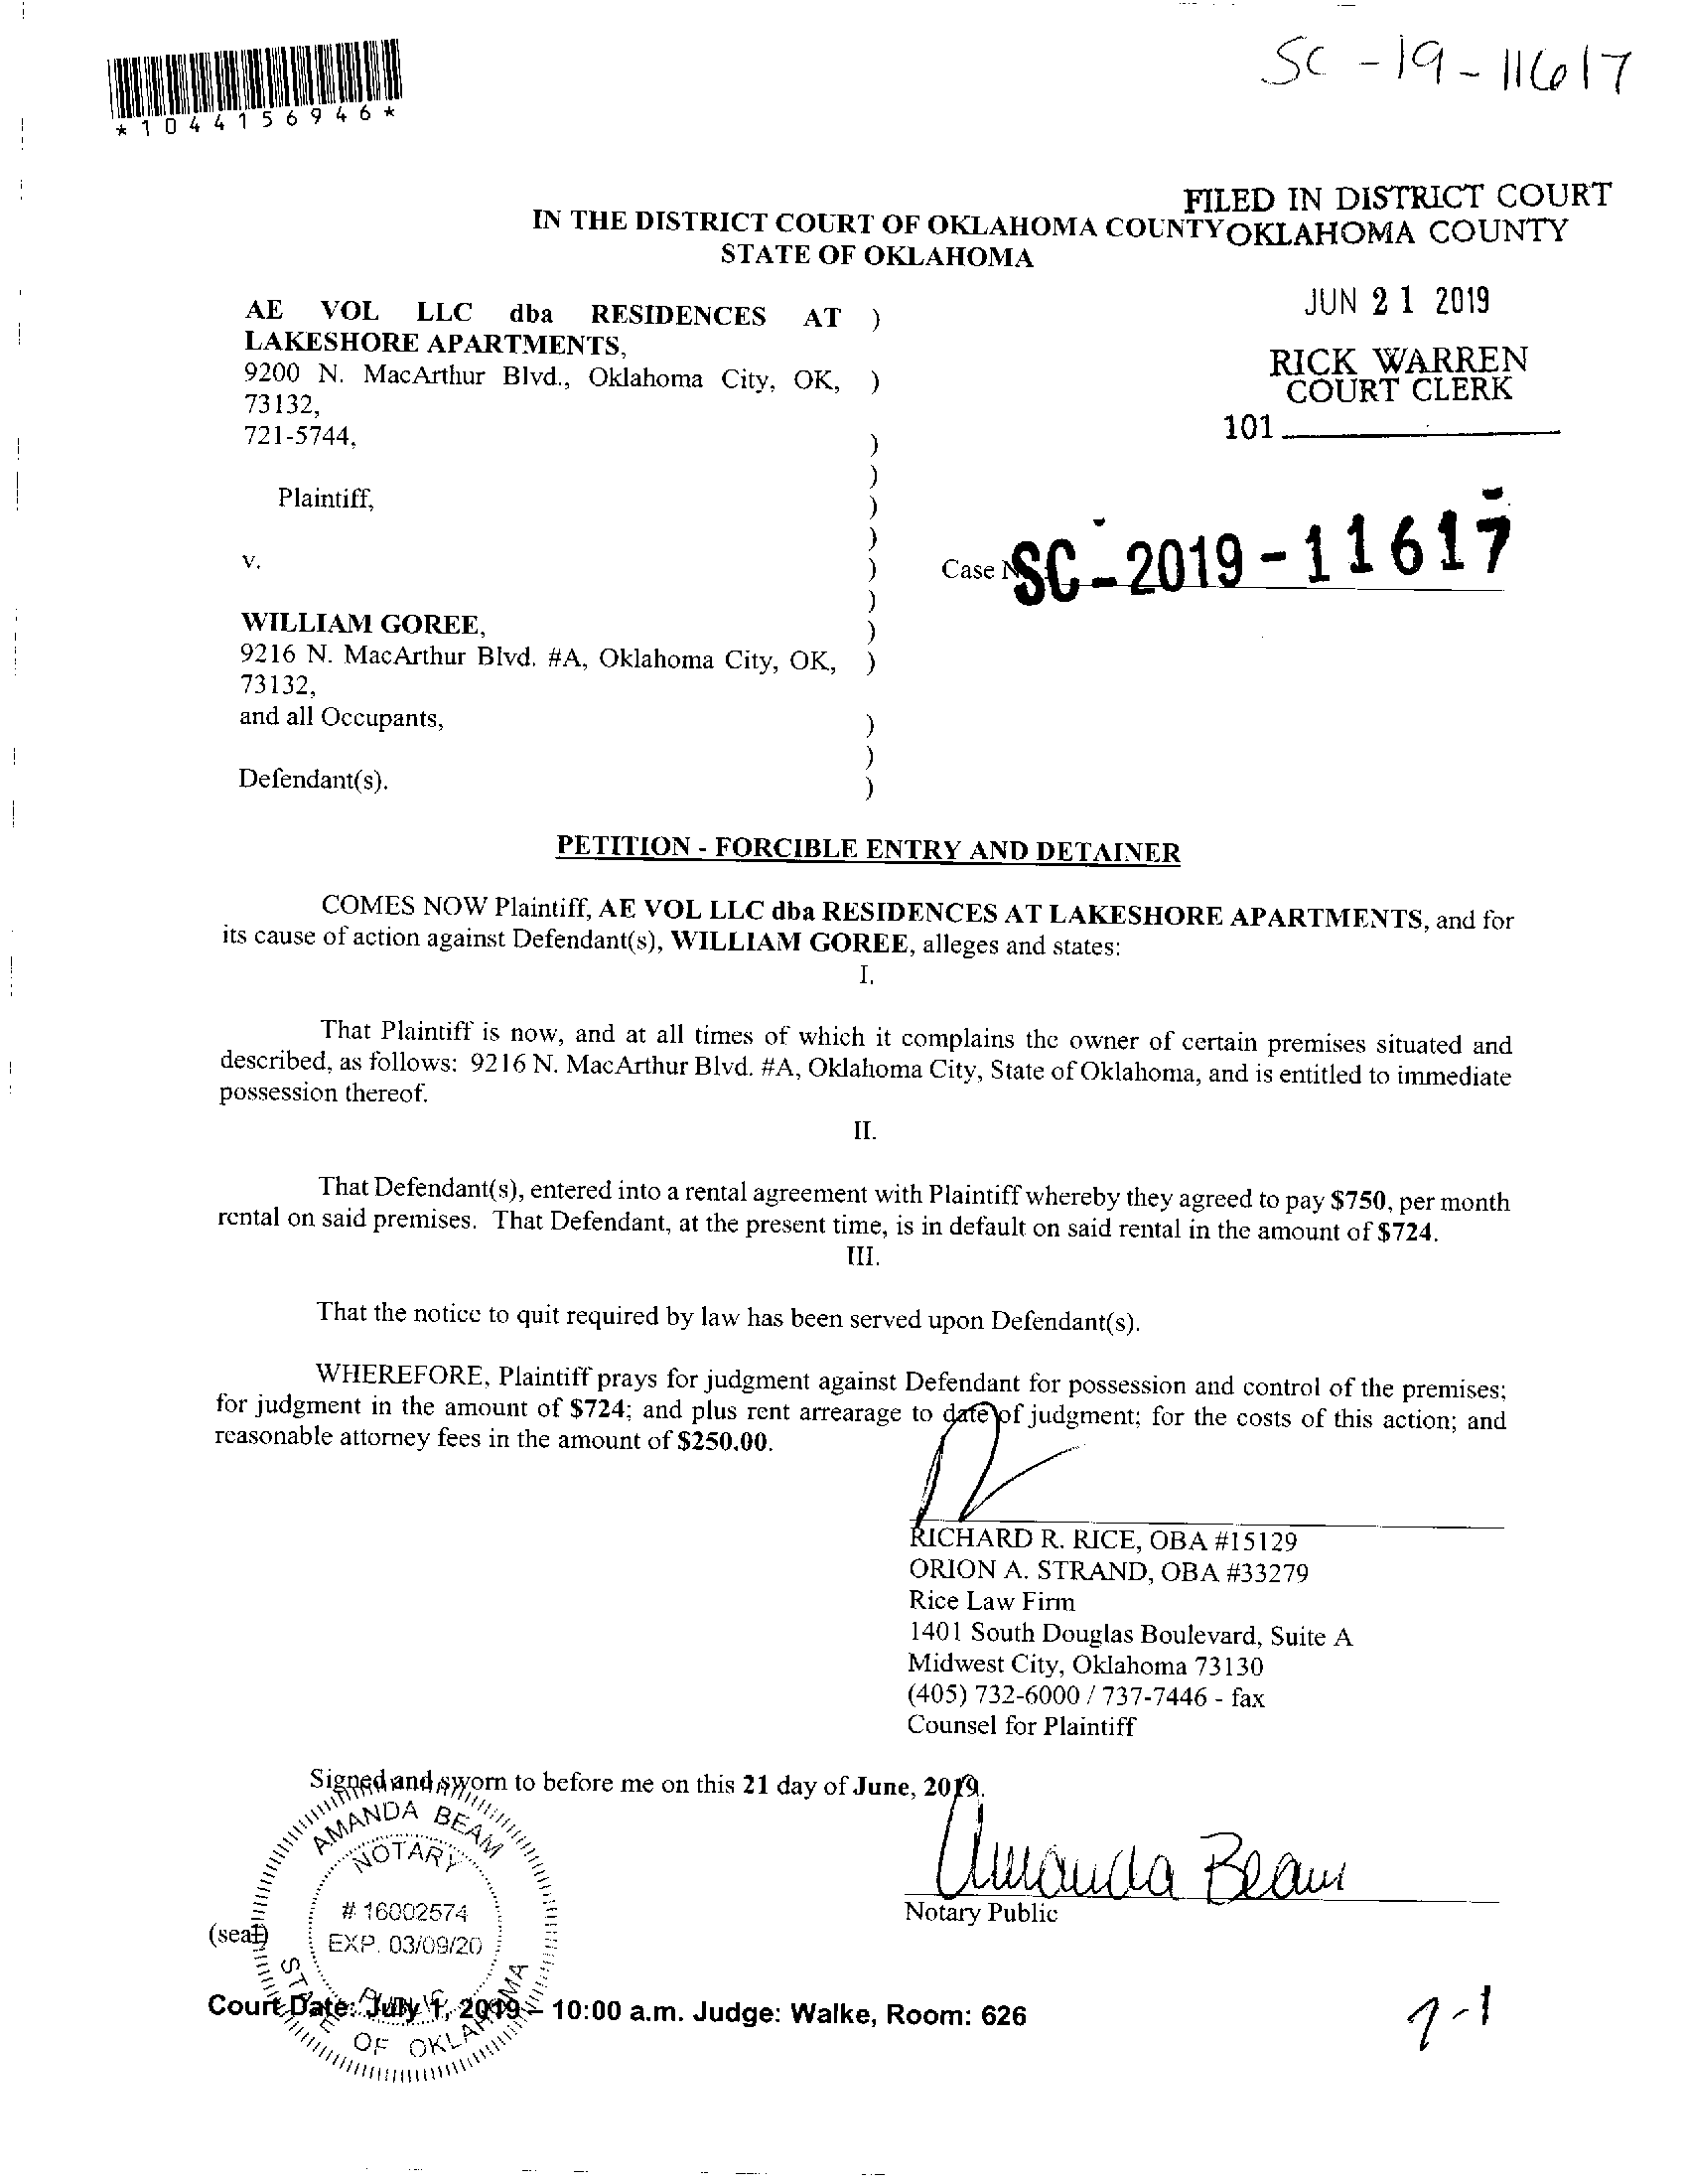 SC-19-11617
*1044156946*
FILED IN DISTRICT COURT
OKLAHOMA COUNTY
IN THE DISTRICT COURT OF OKLAHOMA COUNTY
STATE OF OKLAHOMA
JUN 21 2019
RICK WARREN
COURT CLERK
101
AE VOL LLC dba RESIDENCES AT )
LAKESHORE APARTMENTS,
9200 N. MacArthur Blvd., Oklahoma City, OK, )
73132,
721-5744, )
)
Plaintiff, )
)
v. )
Case SC-2019-11617
)
WILLIAM GOREE, )
9216 N. MacArthur Blvd. #A, Oklahoma City, OK, )
73132,
and all Occupants, )
)
Defendant(s). )
PETITION - FORCIBLE ENTRY AND DETAINER
COMES NOW Plaintiff, AE VOL LLC dba RESIDENCES AT LAKESHORE APARTMENTS, and for
its cause of action against Defendant(s), WILLIAM GOREE, alleges and states:
I.
That Plaintiff is now, and at all times of which it complains the owner of certain premises situated and
described, as follows: 9216 N. MacArthur Blvd. #A, Oklahoma City, State of Oklahoma, and is entitled to immediate
possession thereof.
II.
That Defendant(s), entered into a rental agreement with Plaintiff whereby they agreed to pay $750, per month
rental on said premises. That Defendant, at the present time, is in default on said rental in the amount of $724.
III.
That the notice to quit required by law has been served upon Defendant(s).
WHEREFORE, Plaintiff prays for judgment against Defendant for possession and control of the premises;
for judgment in the amount of $724; and plus rent arrearage to date of judgment; for the costs of this action; and
reasonable attorney fees in the amount of $250.00.
RICHARD R. RICE, OBA #15129
ORION A. STRAND, OBA #33279
Rice Law Firm
1401 South Douglas Boulevard, Suite A
Midwest City, Oklahoma 73130
(405) 732-6000 / 737-7446 - fax
Counsel for Plaintiff
Signed and sworn to before me on this 21 day of June, 2019.
AMANDA BEAM
NOTARY
# 16002574
EXP. 03/09/20
PUBLIC
STATE OF OKLAHOMA
Amanda Beam
Notary Public
(seal)
Court Date: July 1, 2019 - 10:00 a.m. Judge: Walke, Room: 626
7-1